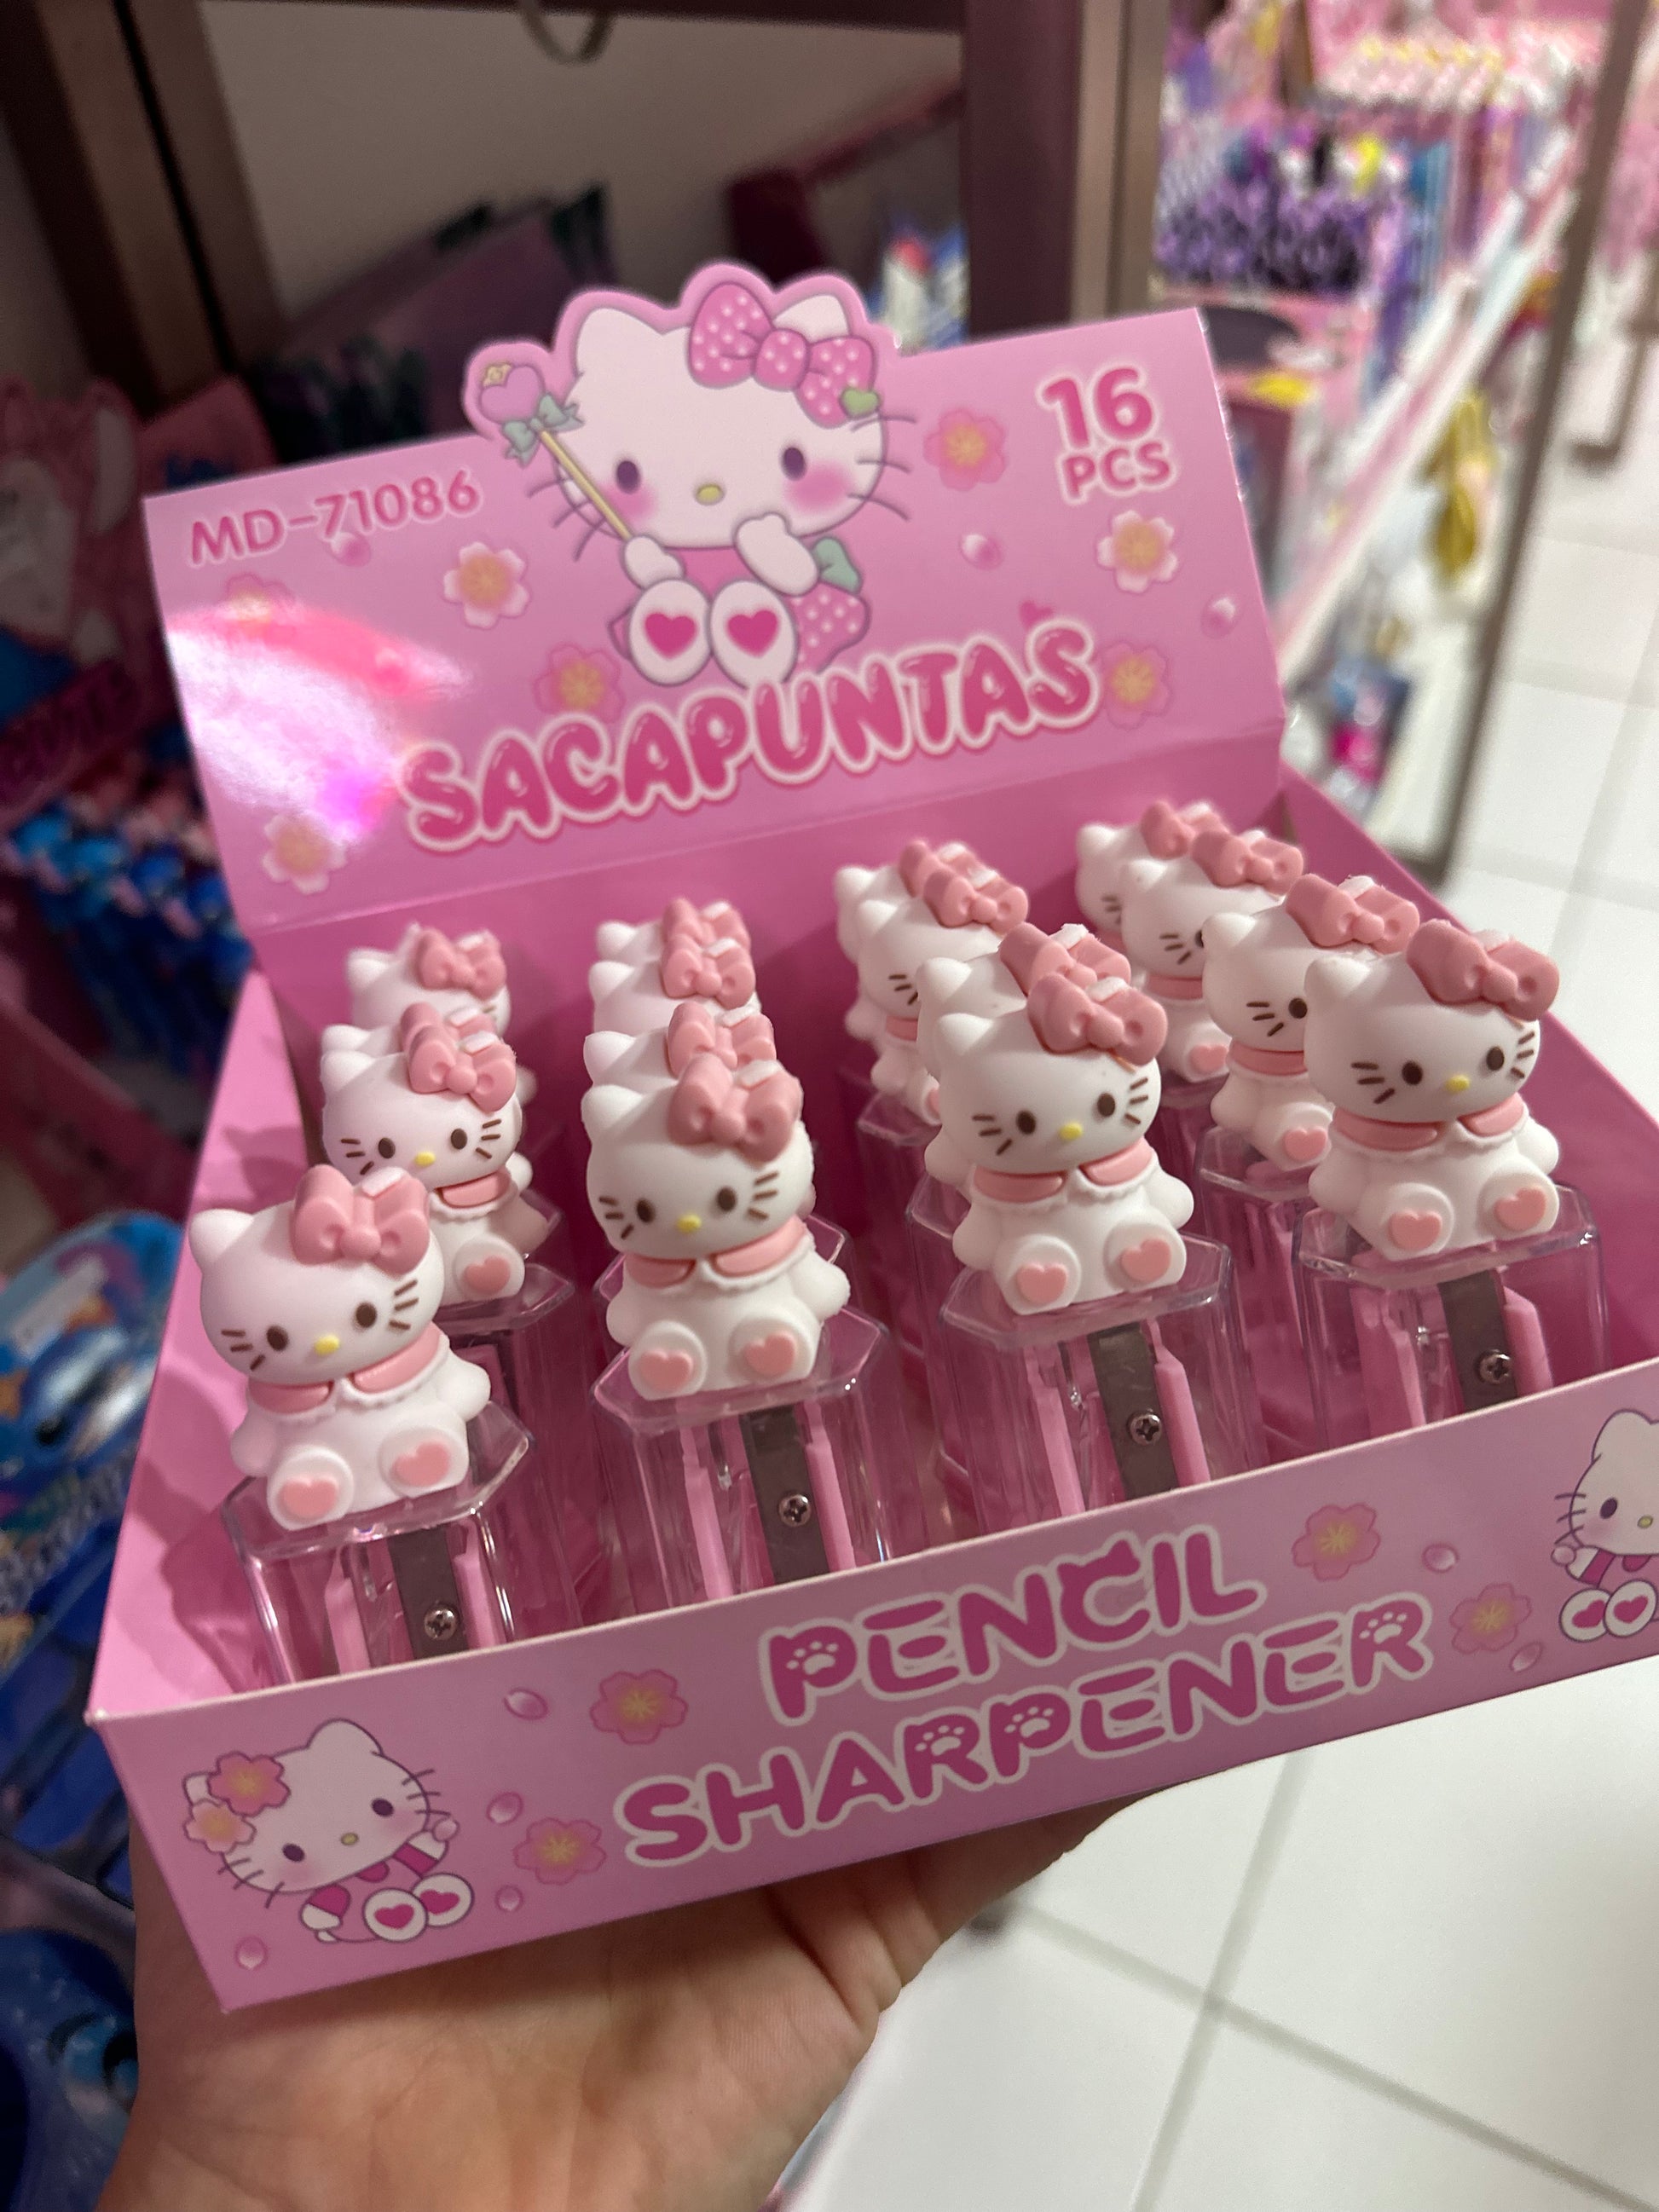 MD-71086
16
PCS
SACAPUNTAS
PENCIL
SHARPENER